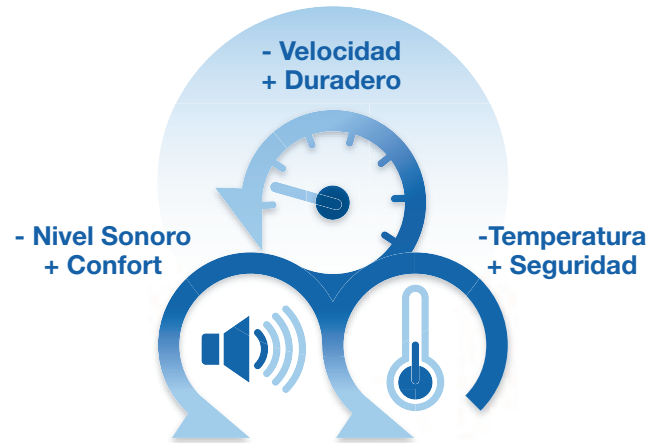 - Velocidad
+ Duradero
- Nivel Sonoro
+ Confort
-Temperatura
+ Seguridad